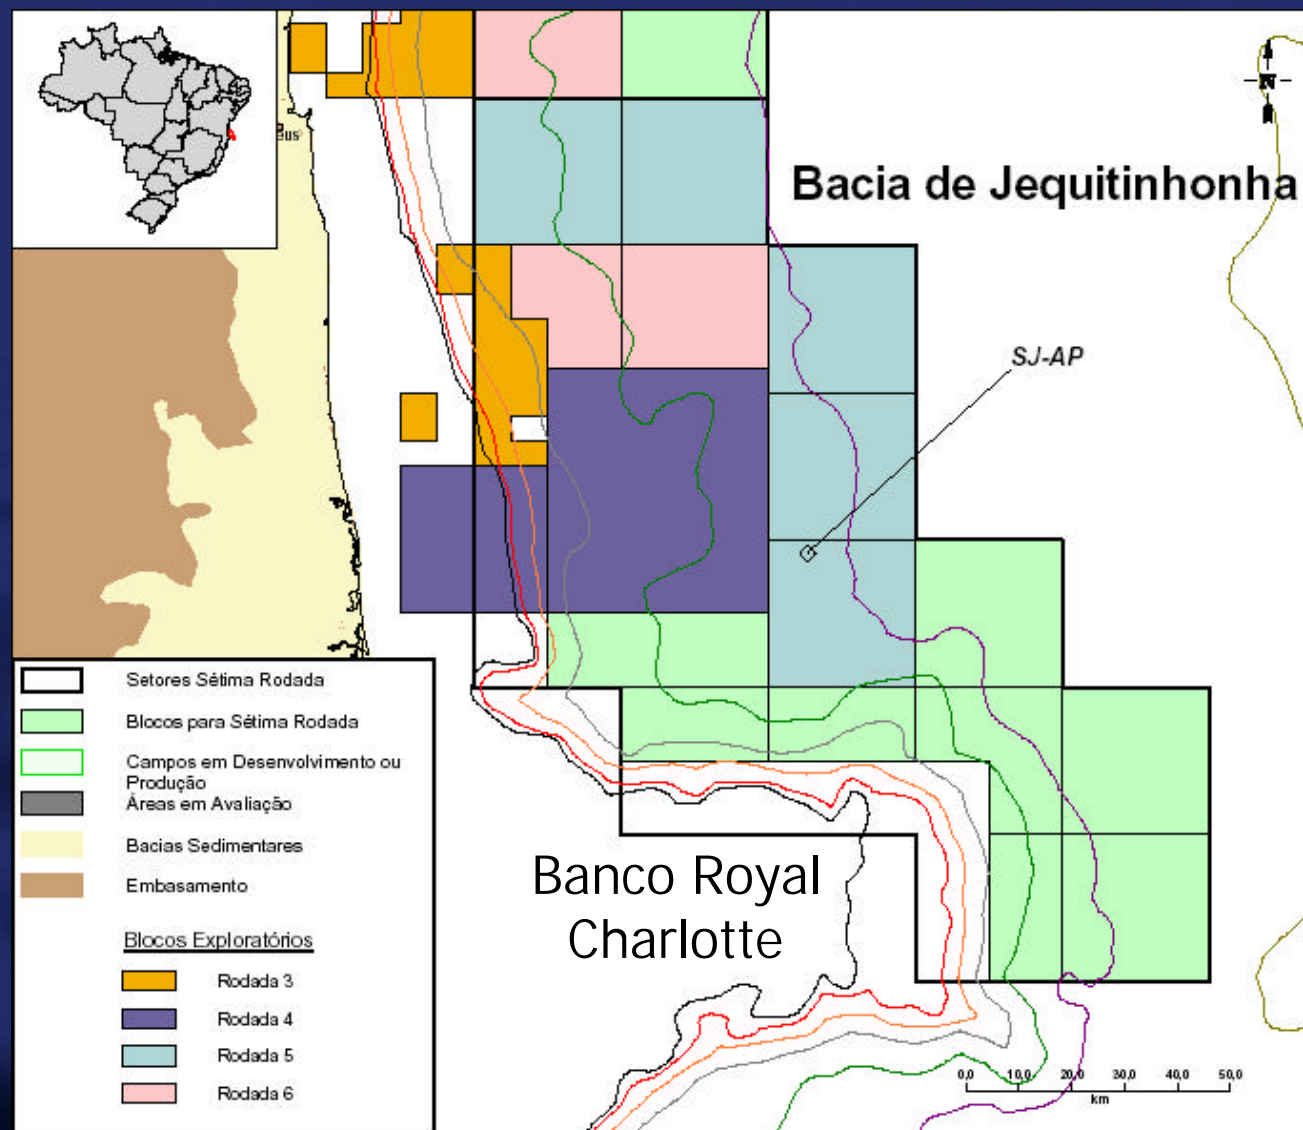 N
eus
Bacia de Jequitinhonha
SJ-AP
Banco Royal
Charlotte
Setores Sétima Rodada
Blocos para Sétima Rodada
Campos em Desenvolvimento ou
Produção
Áreas em Avaliação
Bacias Sedimentares
Embasamento
Blocos Exploratórios
Rodada 3
Rodada 4
Rodada 5
Rodada 6
0,0 10,0 20,0 30,0 40,0 50,0
km